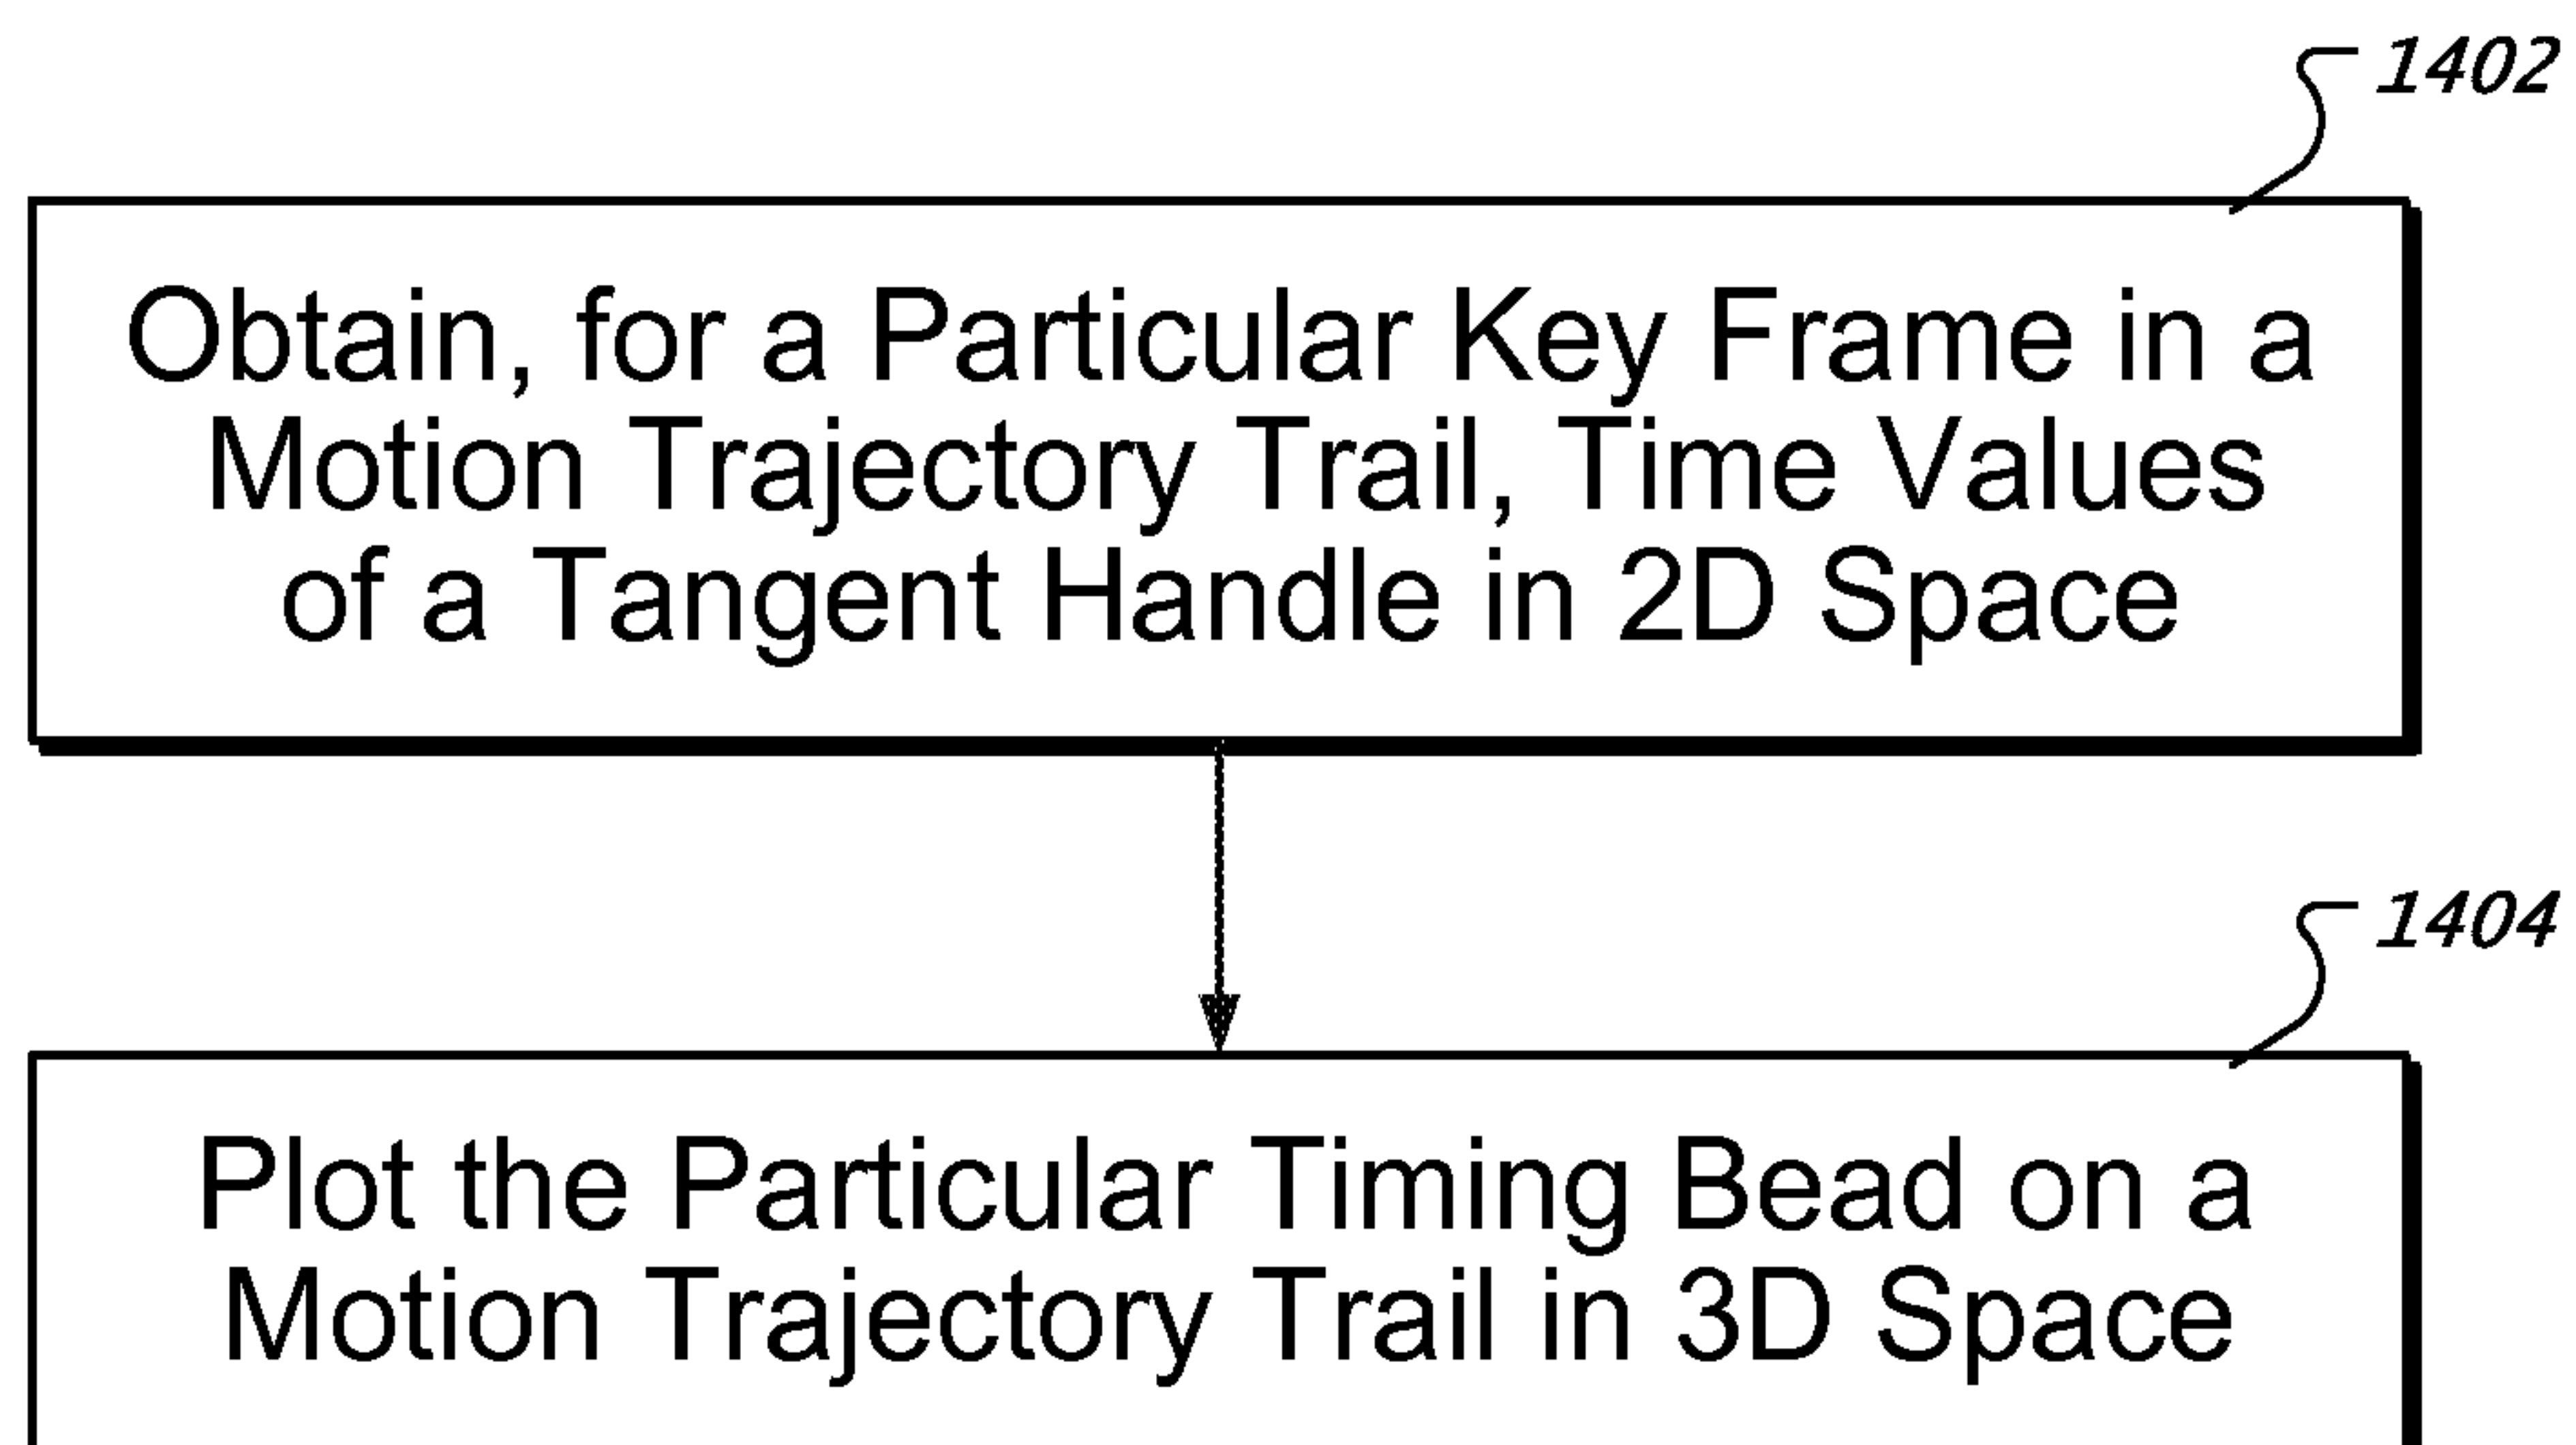 1402
Obtain, for a Particular Key Frame in a
Motion Trajectory Trail, Time Values
of a Tangent Handle in 2D Space
1404
Plot the Particular Timing Bead on a
Motion Trajectory Trail in 3D Space